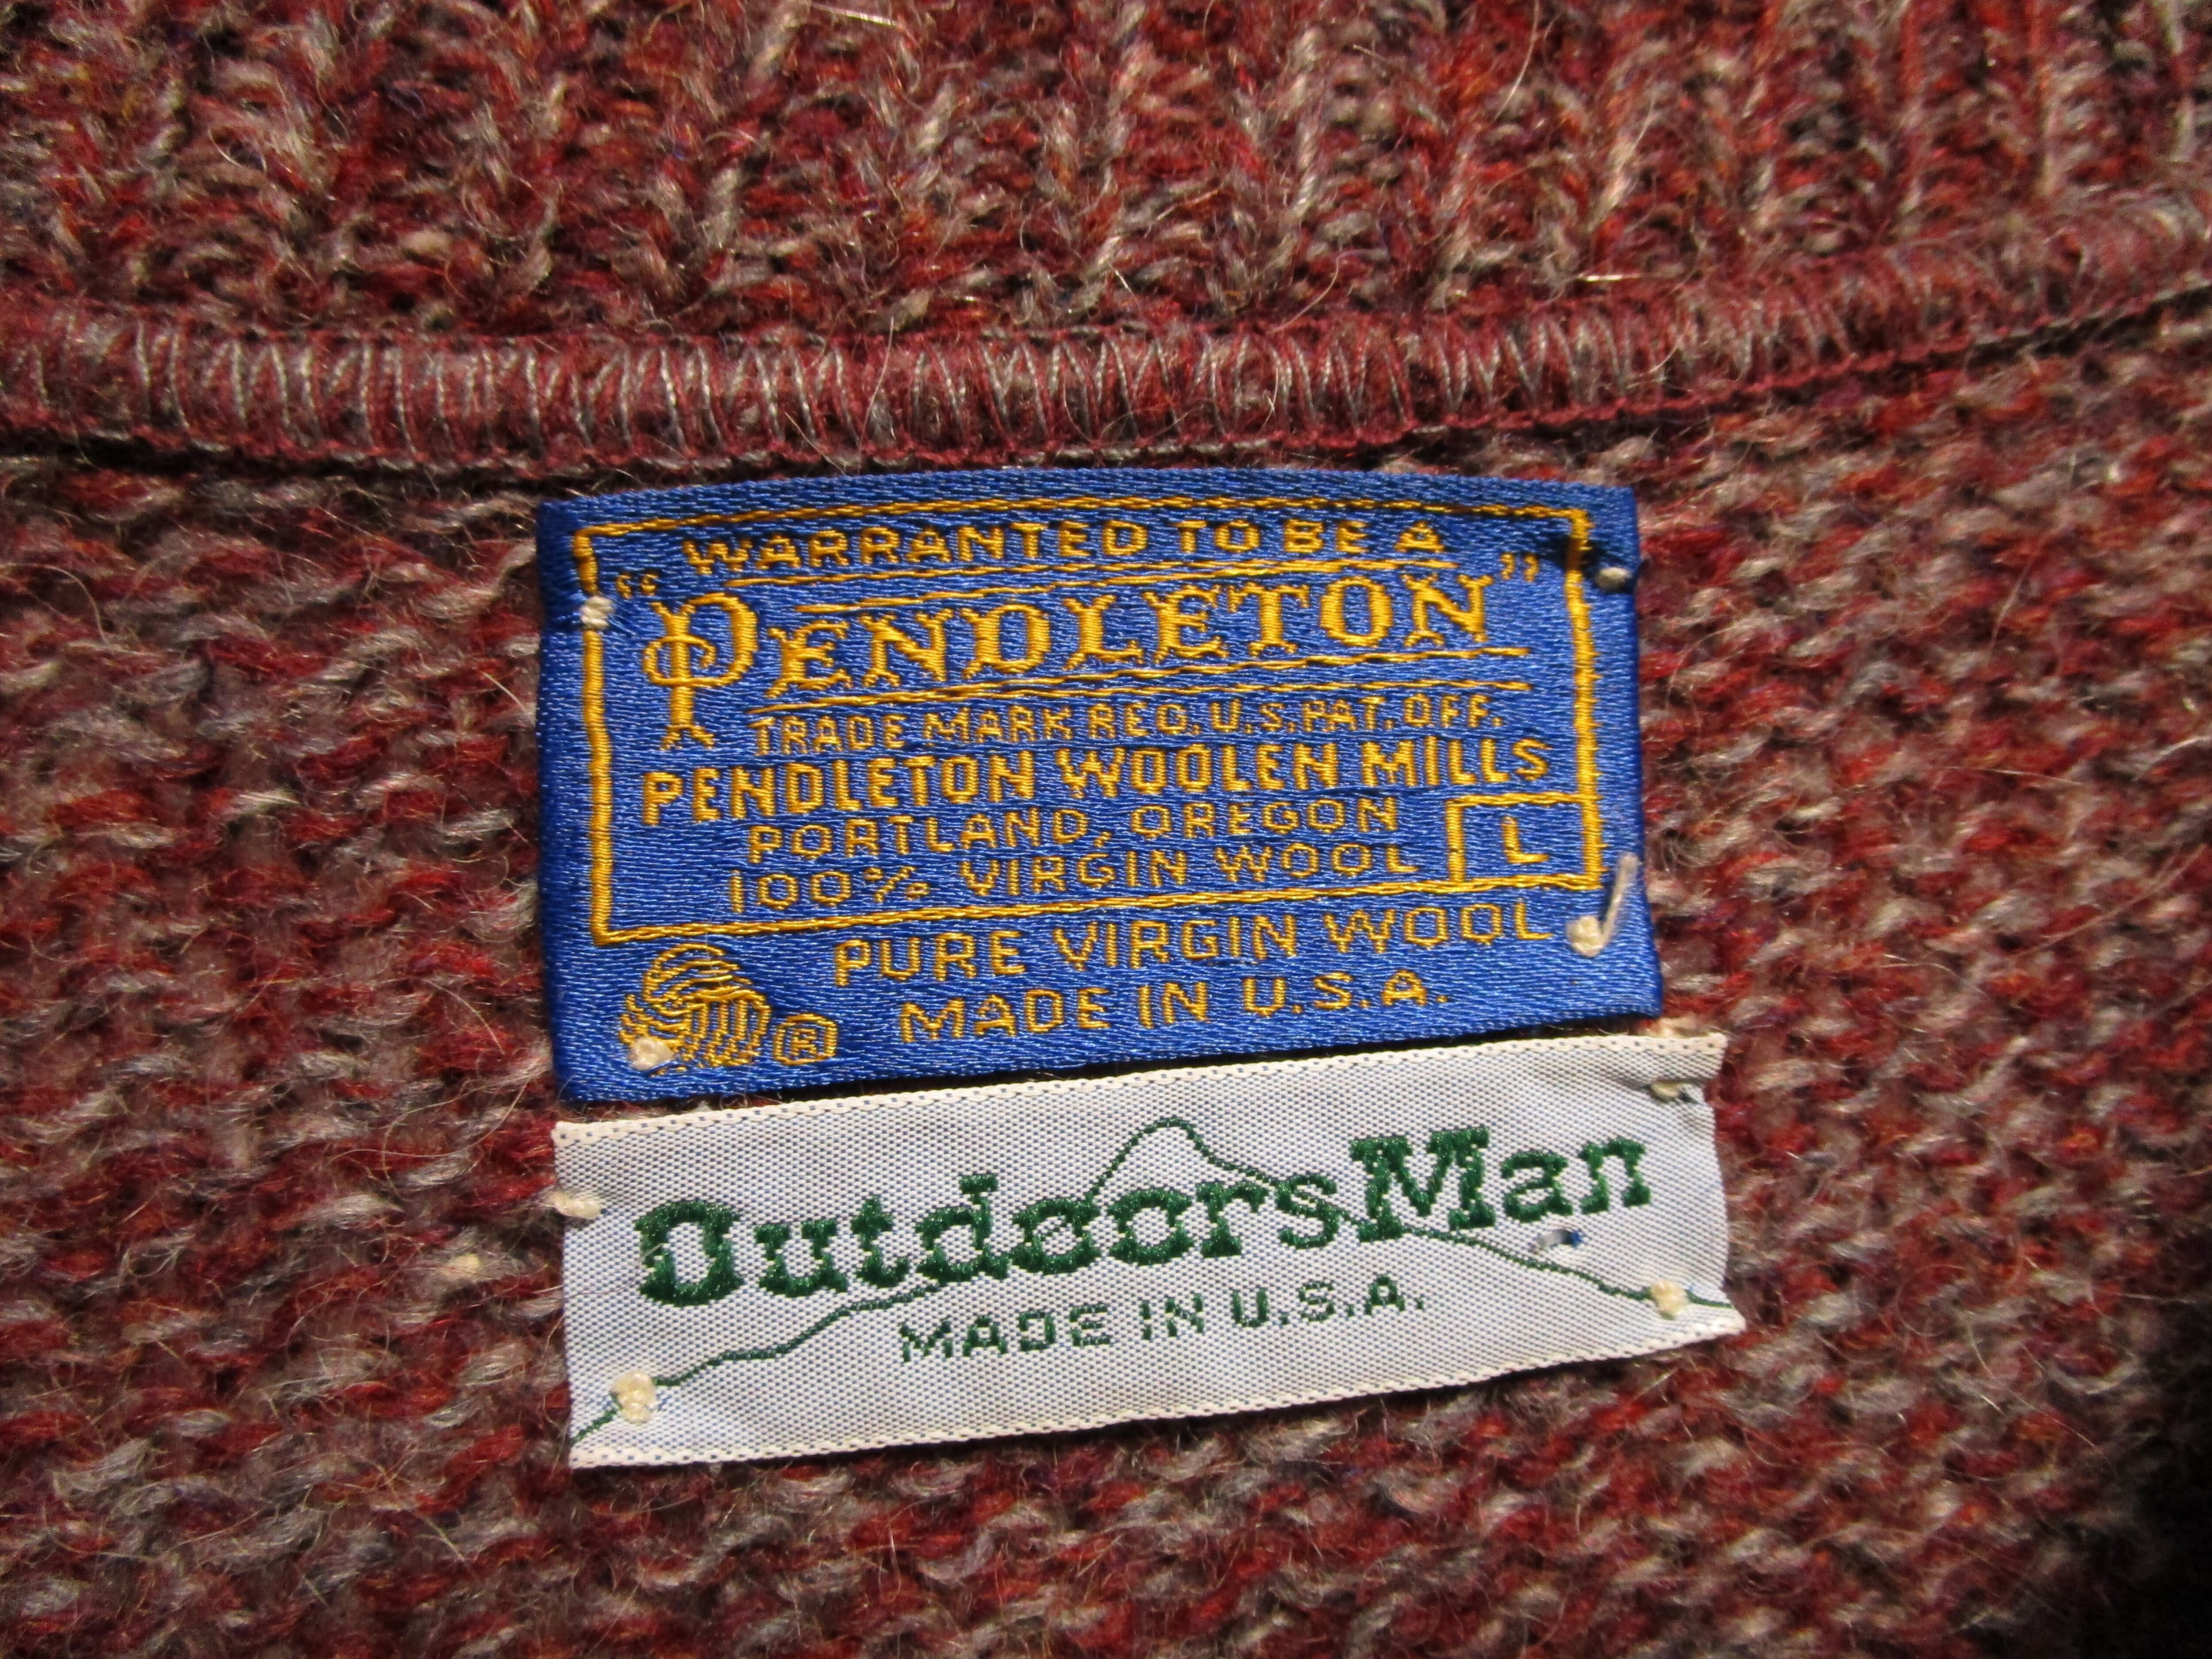 WARRANTED TO BE A
"PENDLETON"
TRADE MARK REG. U.S. PAT. OFF.
PENDLETON WOOLEN MILLS
PORTLAND, OREGON
100% VIRGIN WOOL L
PURE VIRGIN WOOL
® MADE IN U.S.A.
OutdoorsMan
MADE IN U.S.A.